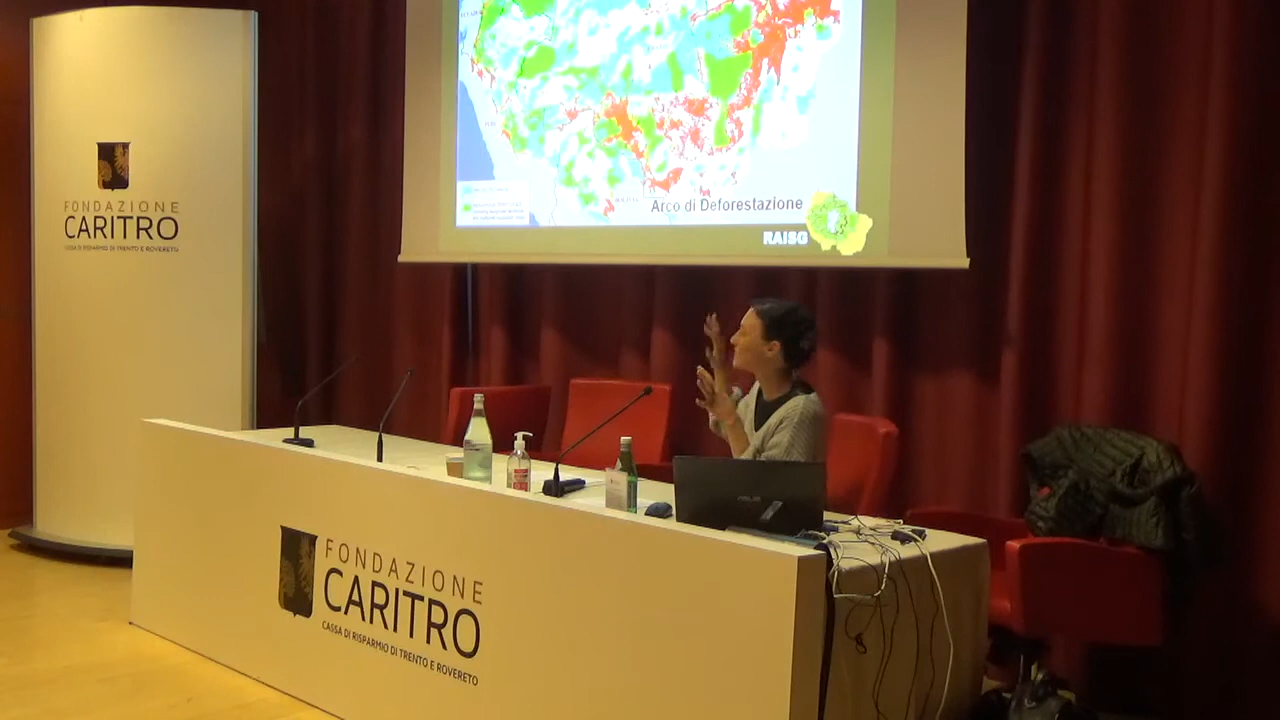 Arco di Deforestazione
RAISG
FONDAZIONE
CARITRO
CASSA DI RISPARMIO DI TRENTO E ROVERETO
FONDAZIONE
CARITRO
CASSA DI RISPARMIO DI TRENTO E ROVERETO
ASUS